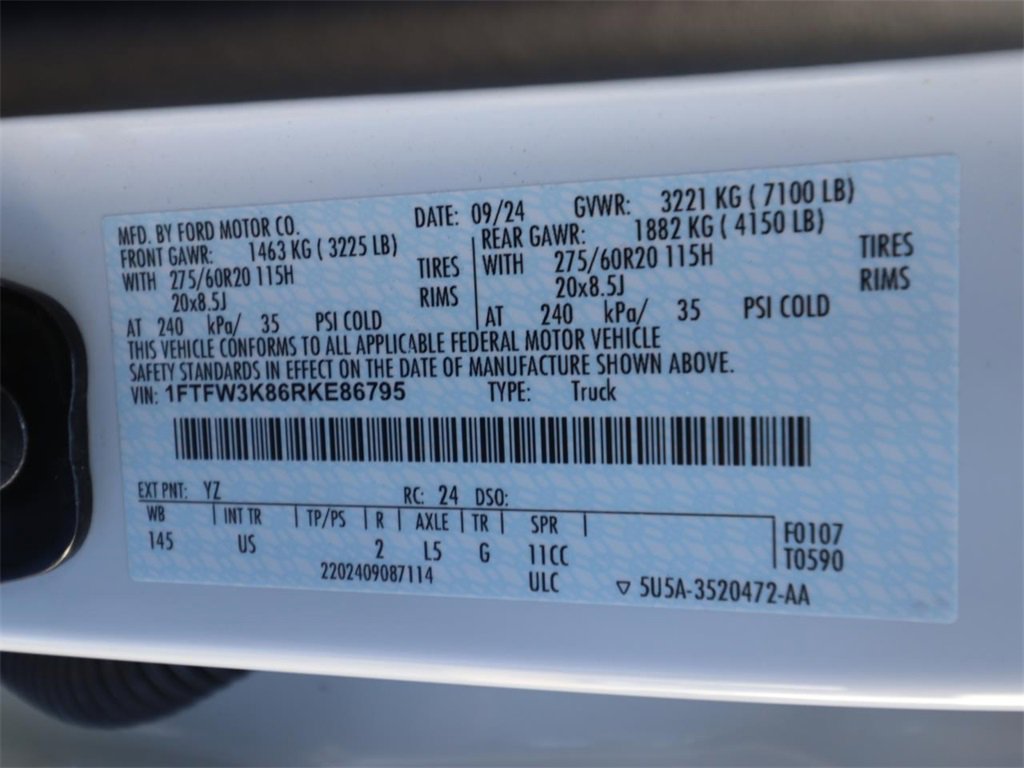 MFD. BY FORD MOTOR CO. DATE: 09/24 GVWR: 3221 KG ( 7100 LB)
FRONT GAWR: 1463 KG ( 3225 LB) REAR GAWR: 1882 KG ( 4150 LB)
WITH 275/60R20 115H TIRES WITH 275/60R20 115H TIRES
20x8.5J RIMS 20x8.5J RIMS
AT 240 kPa/ 35 PSI COLD AT 240 kPa/ 35 PSI COLD
THIS VEHICLE CONFORMS TO ALL APPLICABLE FEDERAL MOTOR VEHICLE
SAFETY STANDARDS IN EFFECT ON THE DATE OF MANUFACTURE SHOWN ABOVE.
VIN: 1FTFW3K86RKE86795 TYPE: Truck
EXT PNT: YZ RC: 24 DSO:
WB | INT TR | TP/PS | R | AXLE | TR | SPR | F0107
145 US 2 L5 G 11CC T0590
2202409087114 ULC ▽ 5U5A-3520472-AA